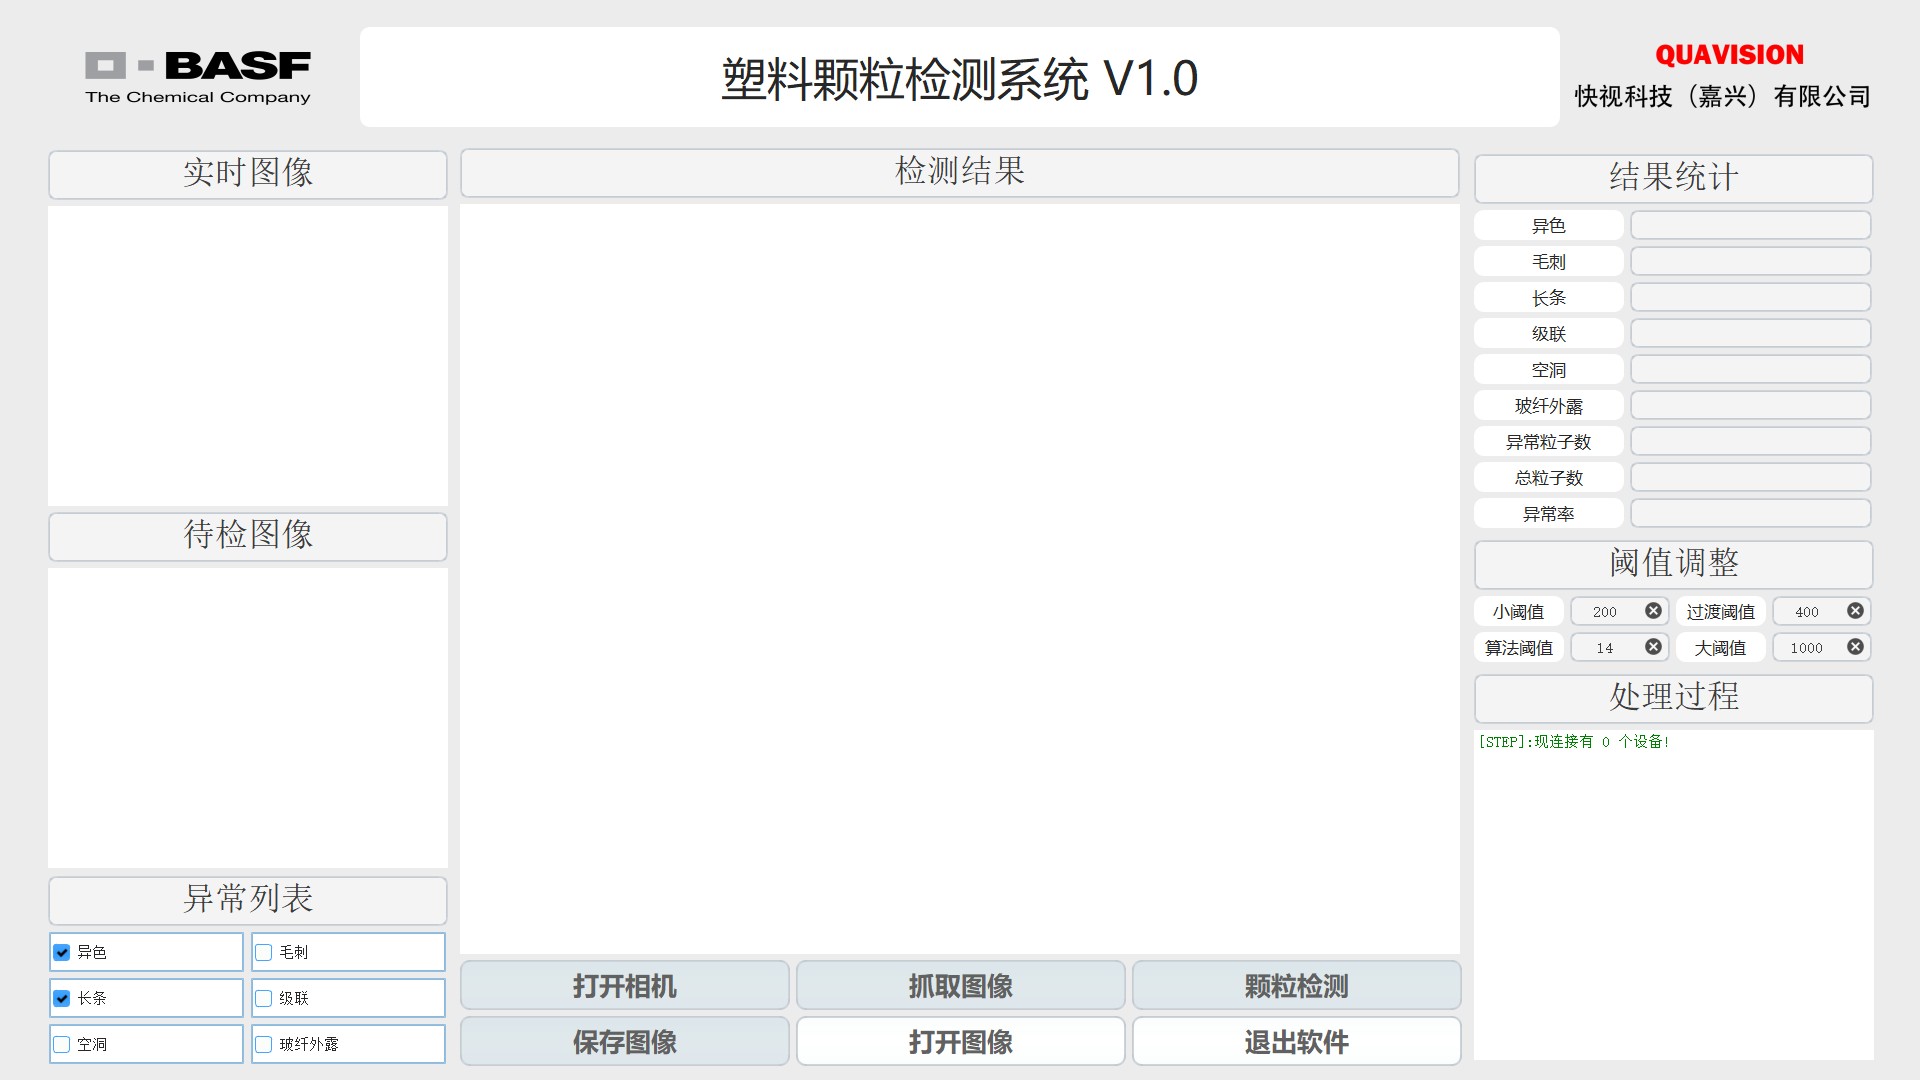 BASF
The Chemical Company
塑料颗粒检测系统 V1.0
QUAVISION
快视科技（嘉兴）有限公司
实时图像
待检图像
异常列表
异色
毛刺
长条
级联
空洞
玻纤外露
检测结果
打开相机
抓取图像
颗粒检测
保存图像
打开图像
退出软件
结果统计
异色
毛刺
长条
级联
空洞
玻纤外露
异常粒子数
总粒子数
异常率
阈值调整
小阈值 200 过渡阈值 400
算法阈值 14 大阈值 1000
处理过程
[STEP]:现连接有 0 个设备!